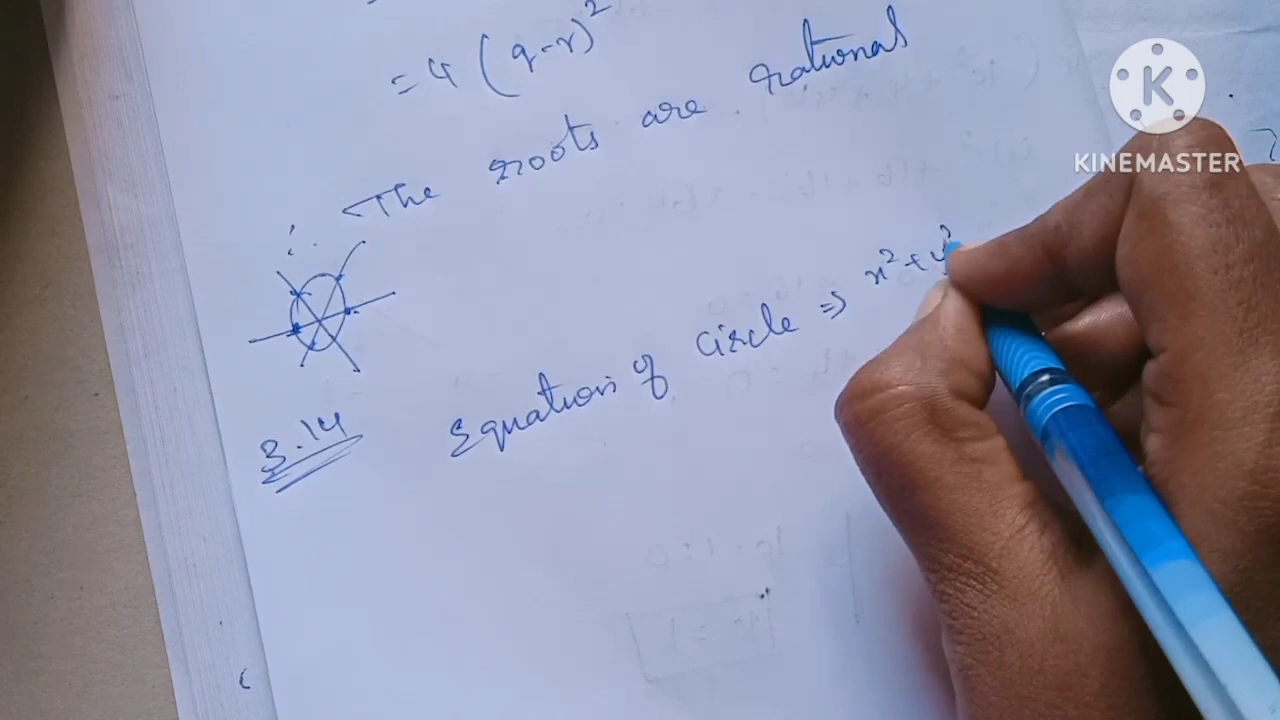 = 4 (q-r)²
∴ The roots are rational
3.14 Equation of circle ⇒ x² + y²
K
KINEMASTER